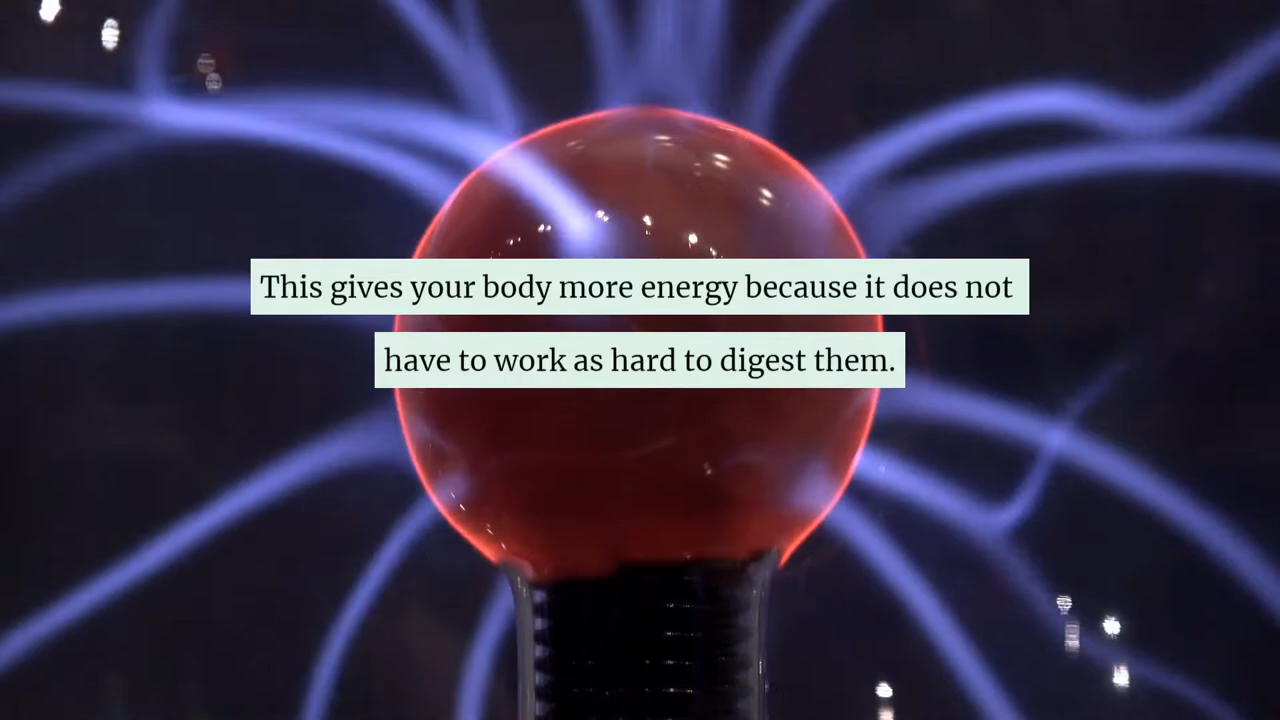 This gives your body more energy because it does not
have to work as hard to digest them.